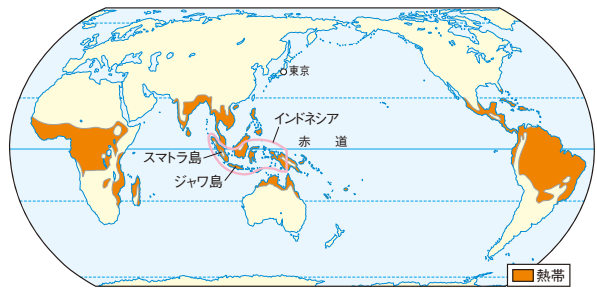 東京
インドネシア
赤 道
スマトラ島
ジャワ島
熱帯